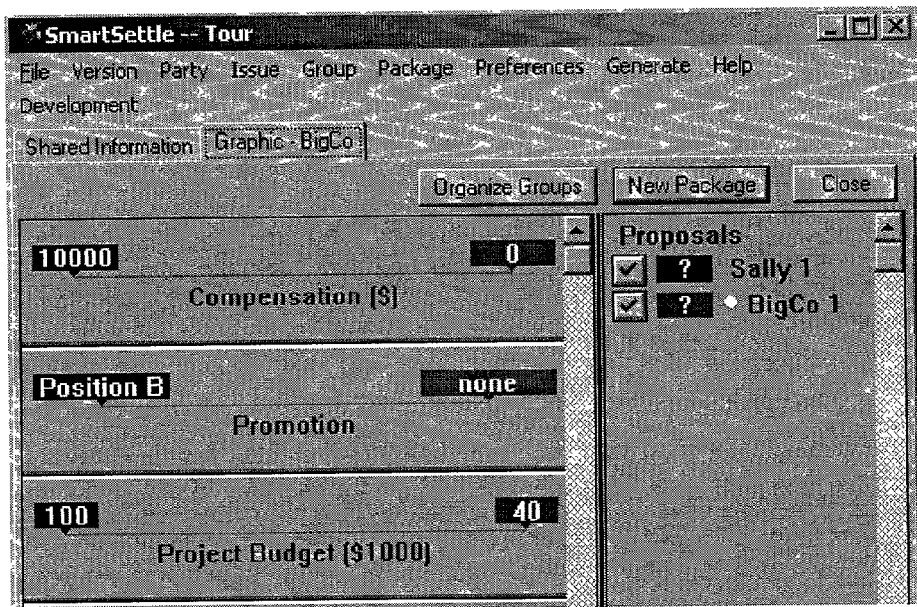 SmartSettle -- Tour
File Version Party Issue Group Package Preferences Generate Help
Development
Shared Information Graphic - BigCo
Organize Groups New Package Close
10000 0
Compensation ($)
Position B none
Promotion
100 40
Project Budget ($1000)
Proposals
? Sally 1
? BigCo 1